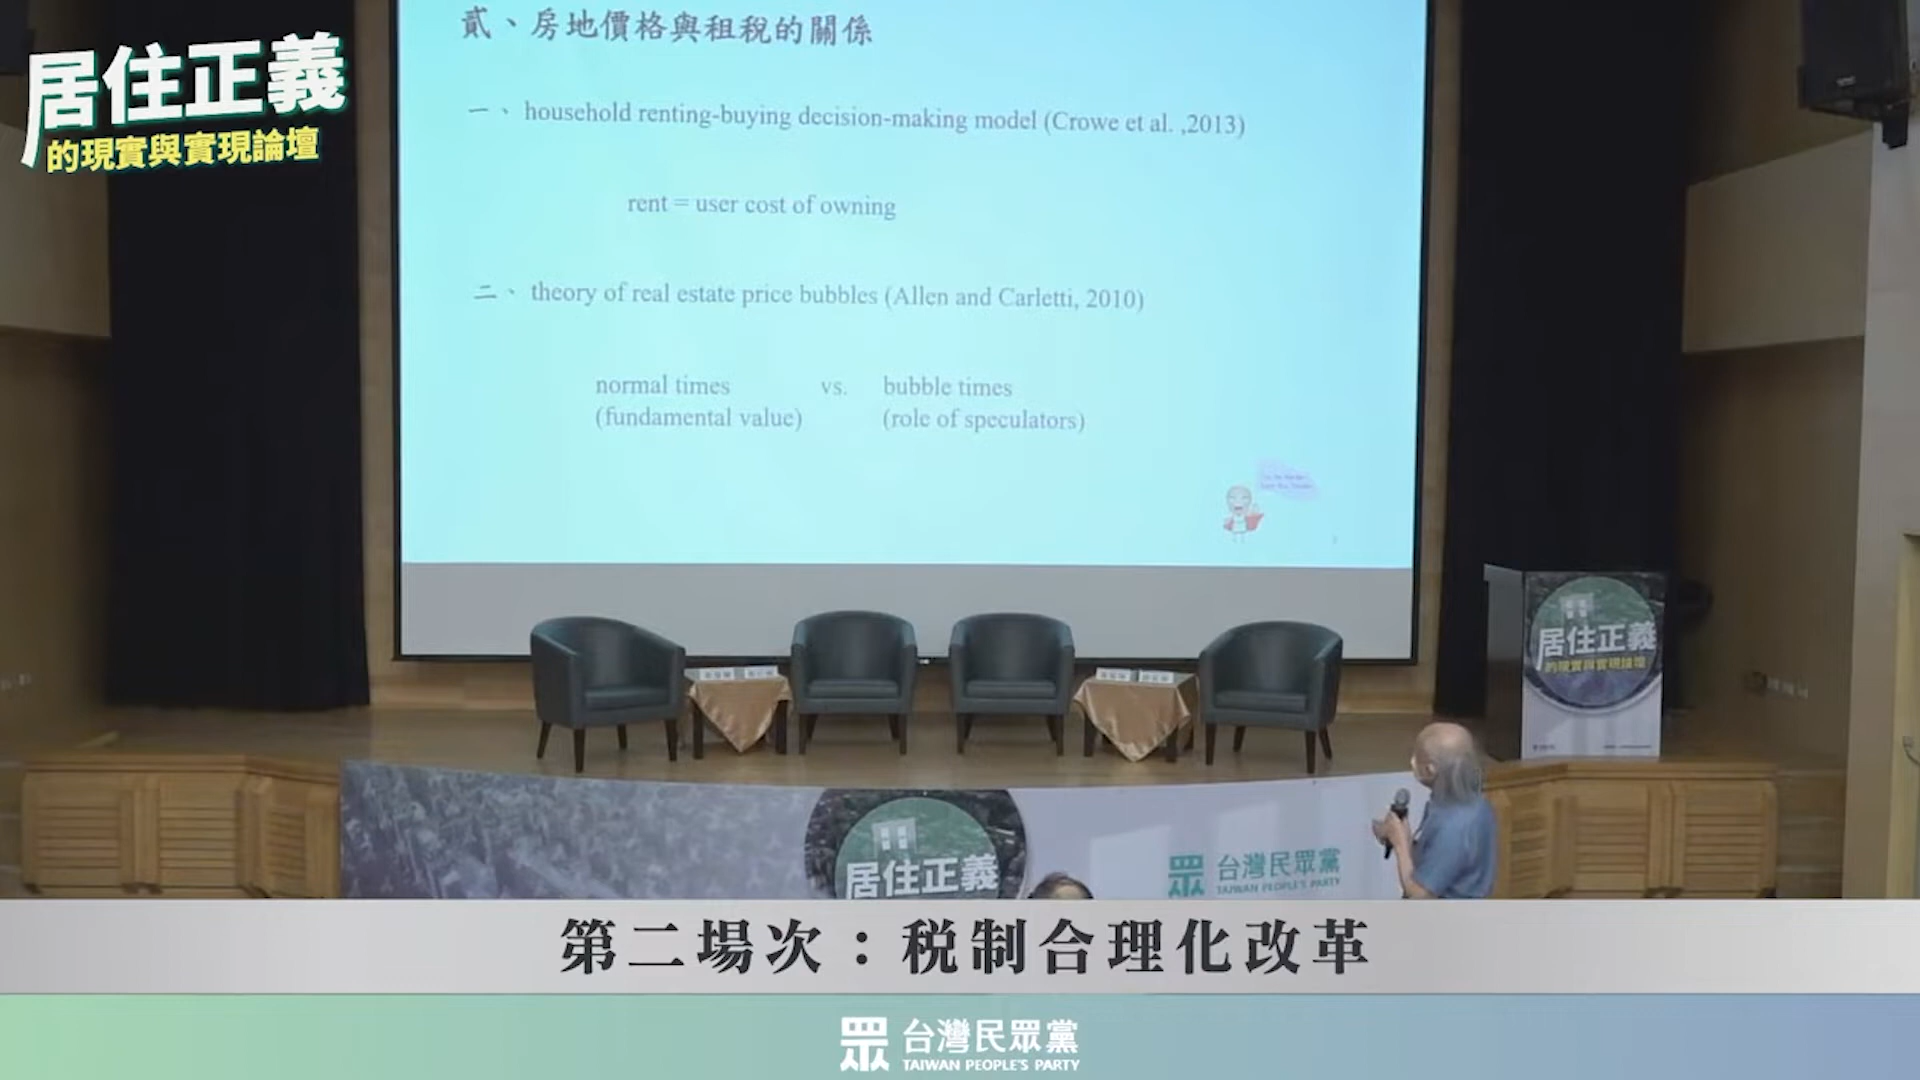 居住正義
的現實與實現論壇
貳、房地價格與租稅的關係
一、household renting-buying decision-making model (Crowe et al. ,2013)
rent = user cost of owning
二、theory of real estate price bubbles (Allen and Carletti, 2010)
normal times vs. bubble times
(fundamental value) (role of speculators)
居住正義
的現實與實現論壇
居住正義
台灣民眾黨
TAIWAN PEOPLE'S PARTY
第二場次：税制合理化改革
台灣民眾黨
TAIWAN PEOPLE'S PARTY